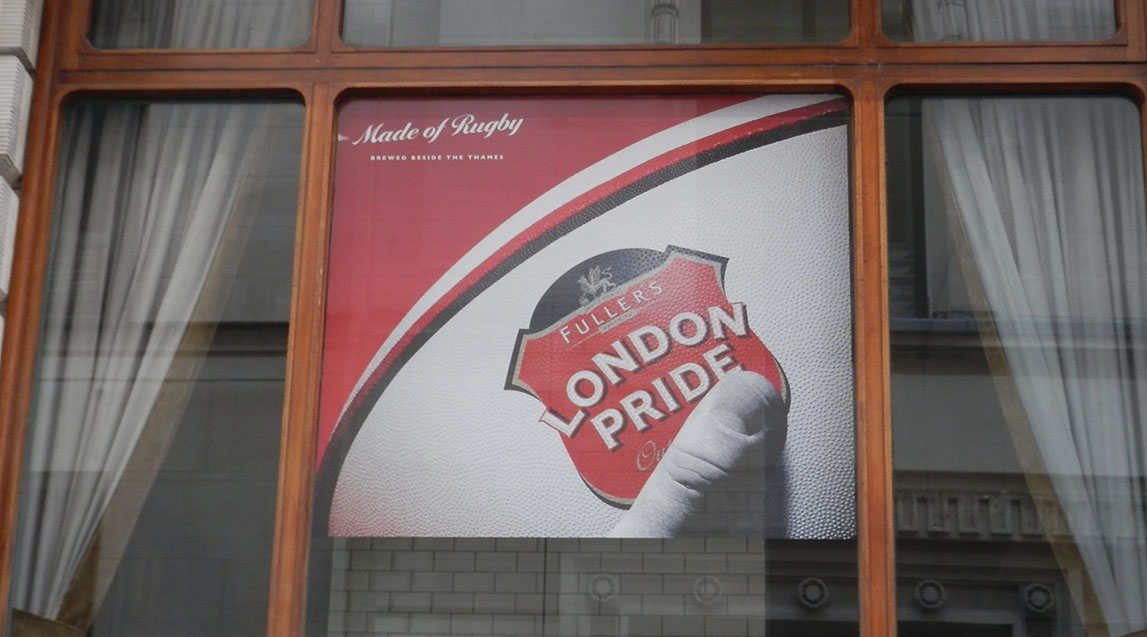 Made of Rugby
BREWED BESIDE THE THAMES
FULLER'S
LONDON
PRIDE